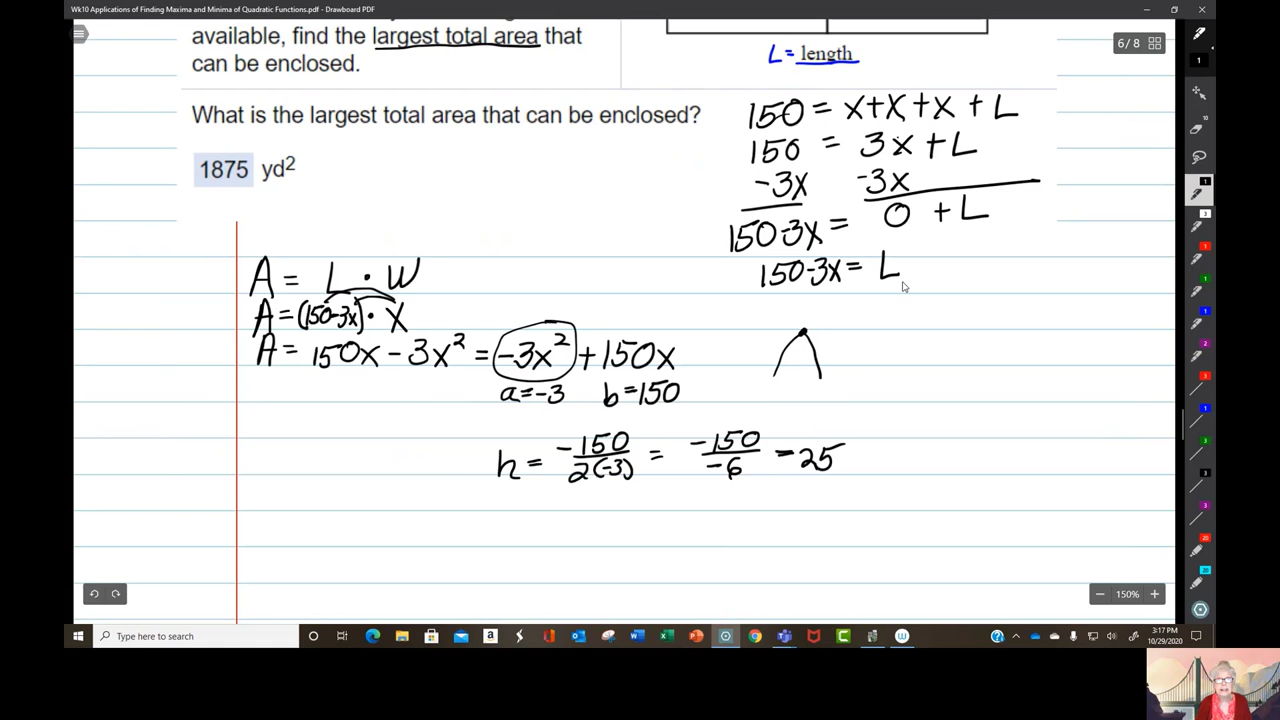 Wk10 Applications of Finding Maxima and Minima of Quadratic Functions.pdf - Drawboard PDF
available, find the largest total area that
can be enclosed.
L = length
6 / 8
What is the largest total area that can be enclosed?
1875 yd2
150 = x+x+x+L
150 = 3x+L
-3x -3x
150-3x = 0 + L
150-3x = L
A = L · W
A = (150-3x) · X
A = 150x - 3x² = -3x² + 150x
a=-3 b=150
h = -150/2(-3) = -150/-6 = 25
150%
Type here to search
3:17 PM
10/29/2020